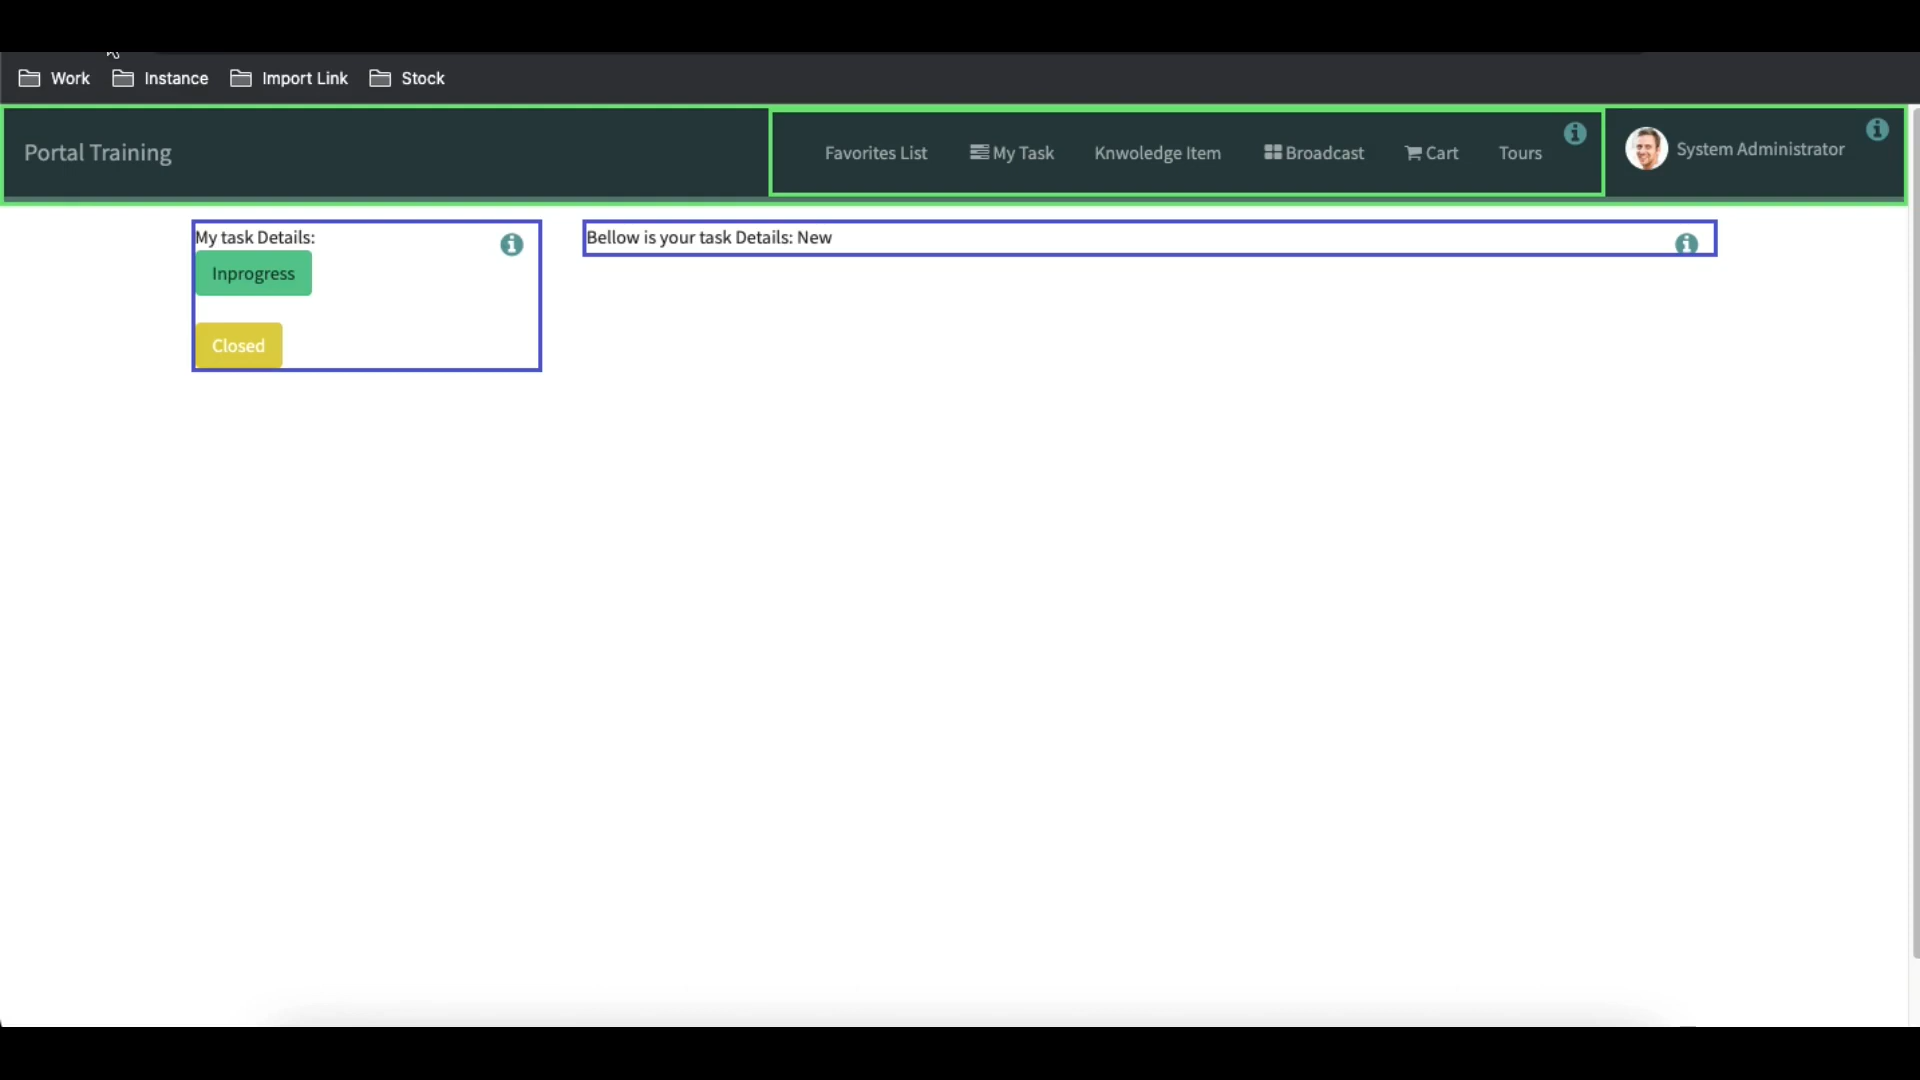 Work Instance Import Link Stock
Portal Training
Favorites List My Task Knwoledge Item Broadcast Cart Tours
System Administrator
My task Details:
Inprogress
Closed
Bellow is your task Details: New